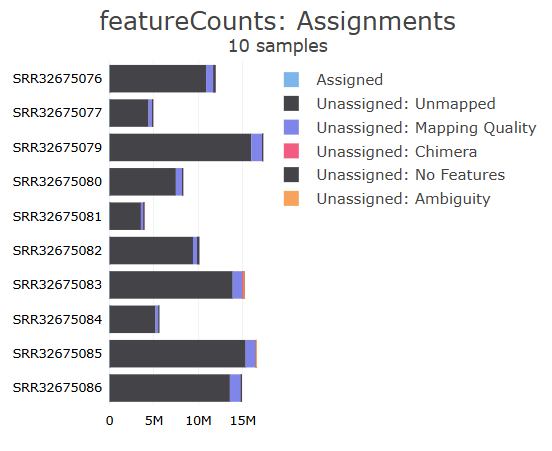 featureCounts: Assignments
10 samples
SRR32675076
SRR32675077
SRR32675079
SRR32675080
SRR32675081
SRR32675082
SRR32675083
SRR32675084
SRR32675085
SRR32675086
0 5M 10M 15M
Assigned
Unassigned: Unmapped
Unassigned: Mapping Quality
Unassigned: Chimera
Unassigned: No Features
Unassigned: Ambiguity